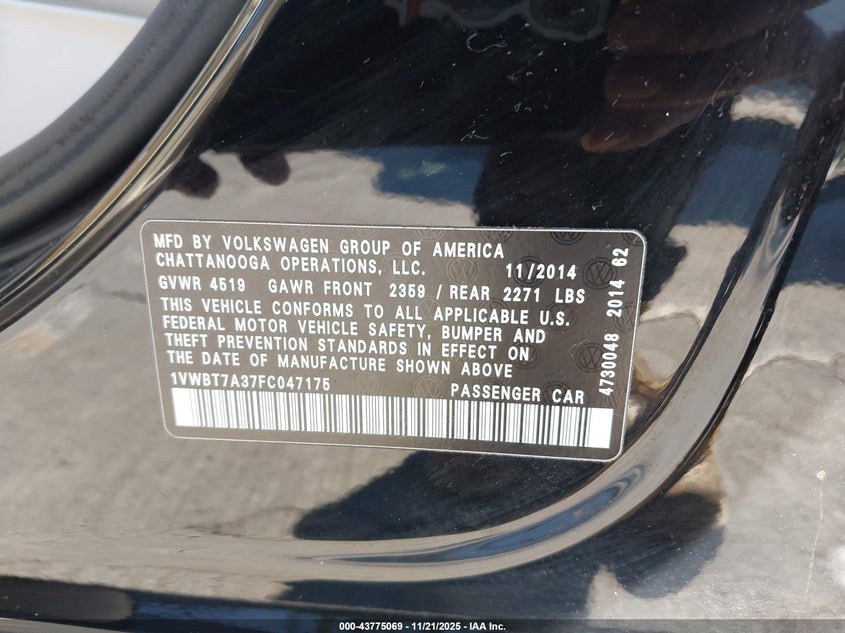 MFD BY VOLKSWAGEN GROUP OF AMERICA
CHATTANOOGA OPERATIONS, LLC. 11/2014
GVWR 4519 GAWR FRONT 2359 / REAR 2271 LBS
THIS VEHICLE CONFORMS TO ALL APPLICABLE U.S.
FEDERAL MOTOR VEHICLE SAFETY, BUMPER AND
THEFT PREVENTION STANDARDS IN EFFECT ON
THE DATE OF MANUFACTURE SHOWN ABOVE
1VWBT7A37FC047175 PASSENGER CAR
4730048 2014 62
000-43775069 - 11/21/2025 - IAA Inc.